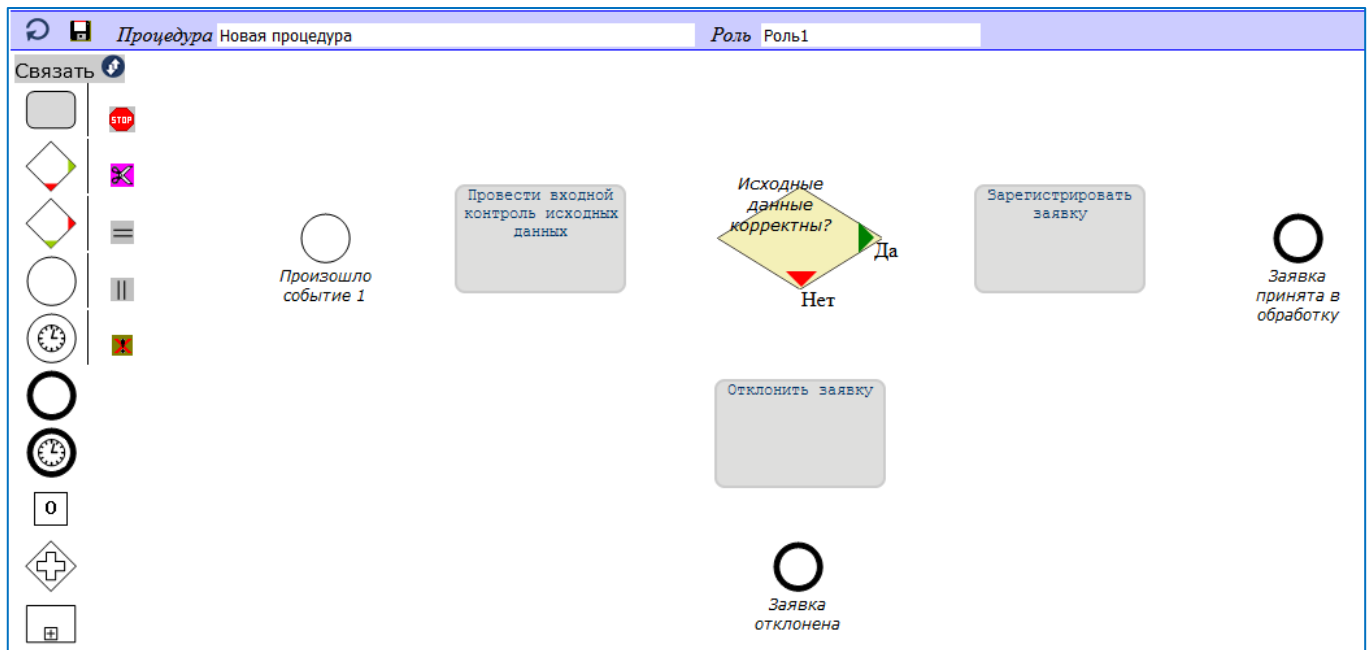 Процедура Новая процедура Роль Роль1
Связать
STOP
Произошло
событие 1
Провести входной
контроль исходных
данных
Исходные
данные
корректны?
Да
Нет
Зарегистрировать
заявку
Заявка
принята в
обработку
Отклонить заявку
Заявка
отклонена
0